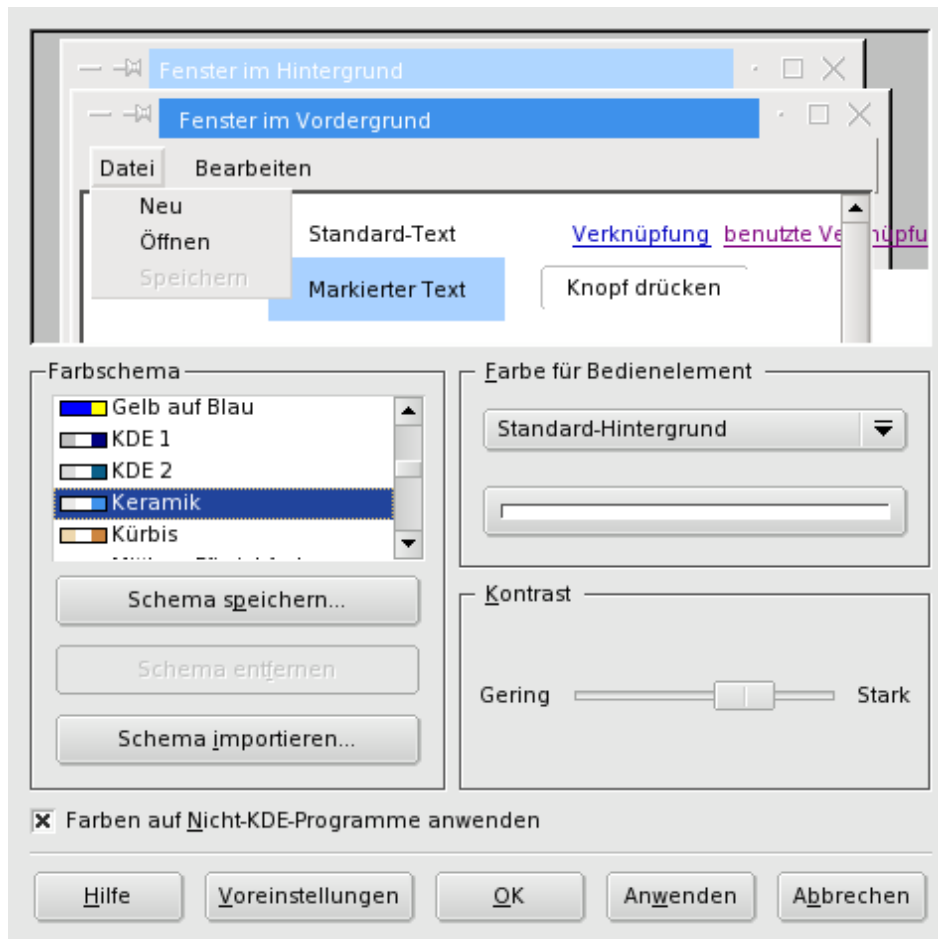 Fenster im Hintergrund
Fenster im Vordergrund
Datei Bearbeiten
Neu
Öffnen
Speichern
Standard-Text Verknüpfung benutzte
Markierter Text Knopf drücken
Farbschema
Gelb auf Blau
KDE 1
KDE 2
Keramik
Kürbis
Schema speichern...
Schema entfernen
Schema importieren...
Farbe für Bedienelement
Standard-Hintergrund
Kontrast
Gering Stark
Farben auf Nicht-KDE-Programme anwenden
Hilfe Voreinstellungen OK Anwenden Abbrechen